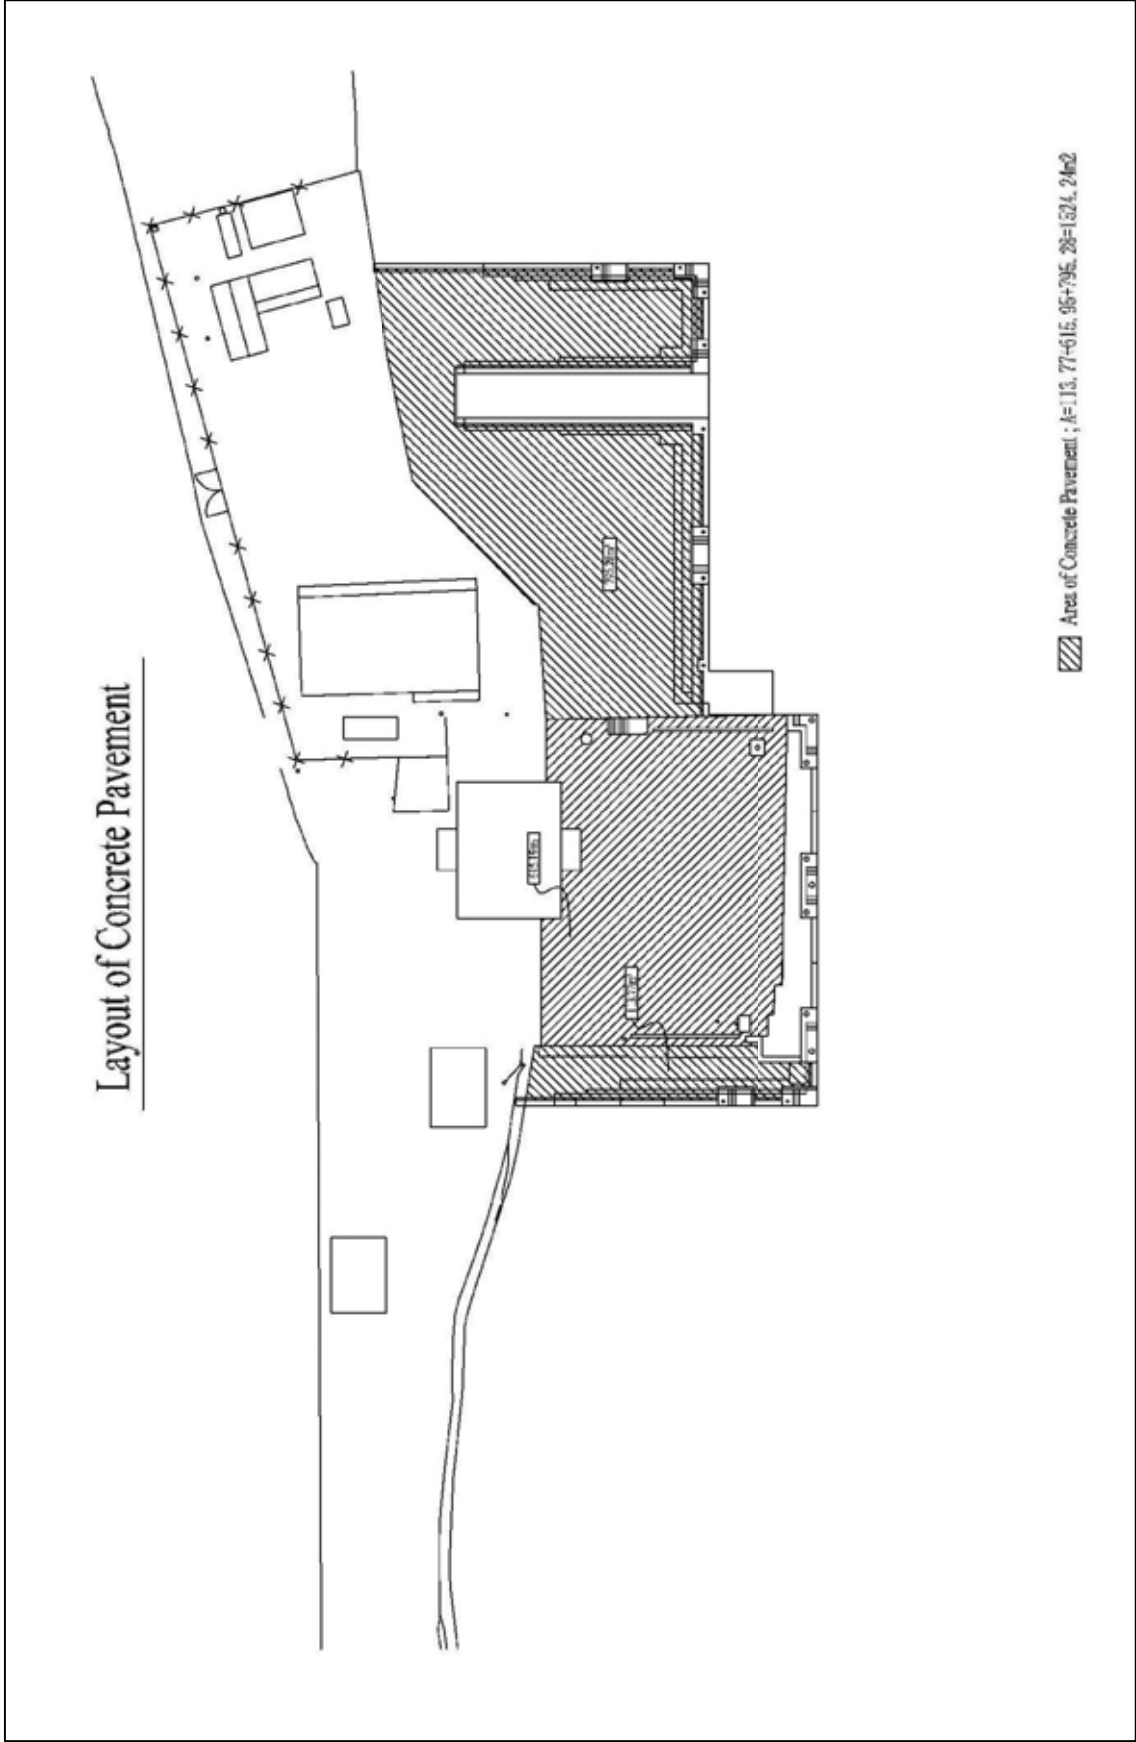 Layout of Concrete Pavement
Area of Concrete Pavement ; A=113. 77+615. 95+795. 28=1524. 24m2